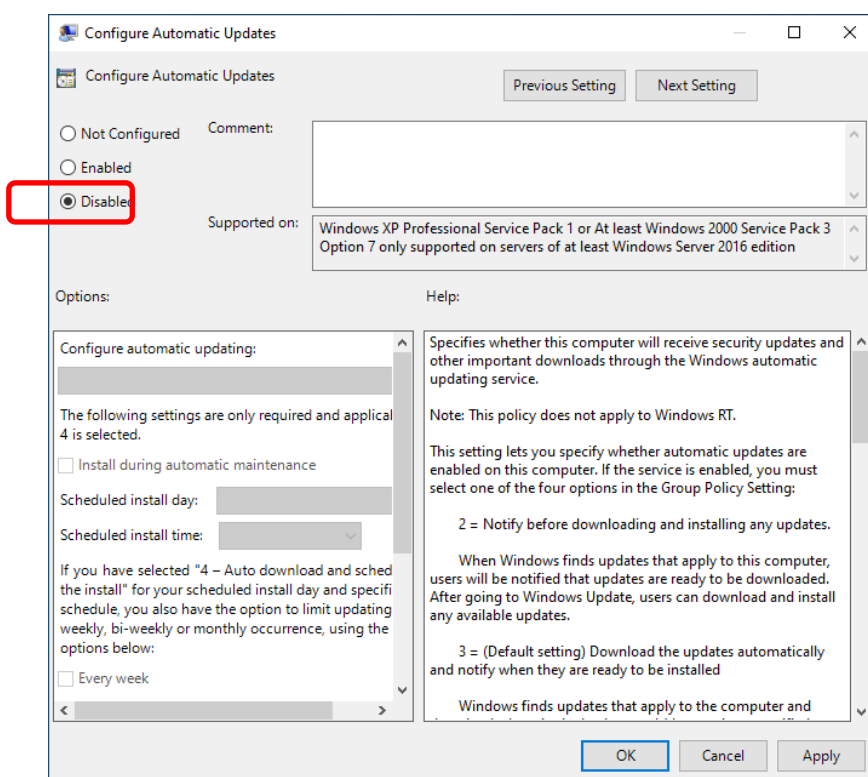 Configure Automatic Updates
Configure Automatic Updates
Previous Setting
Next Setting
Not Configured
Comment:
Enabled
Disabled
Supported on:
Windows XP Professional Service Pack 1 or At least Windows 2000 Service Pack 3
Option 7 only supported on servers of at least Windows Server 2016 edition
Options:
Help:
Configure automatic updating:
The following settings are only required and applical
4 is selected.
Install during automatic maintenance
Scheduled install day:
Scheduled install time:
If you have selected "4 – Auto download and sched
the install" for your scheduled install day and specifi
schedule, you also have the option to limit updating
weekly, bi-weekly or monthly occurrence, using the
options below:
Every week
Specifies whether this computer will receive security updates and
other important downloads through the Windows automatic
updating service.
Note: This policy does not apply to Windows RT.
This setting lets you specify whether automatic updates are
enabled on this computer. If the service is enabled, you must
select one of the four options in the Group Policy Setting:
2 = Notify before downloading and installing any updates.
When Windows finds updates that apply to this computer,
users will be notified that updates are ready to be downloaded.
After going to Windows Update, users can download and install
any available updates.
3 = (Default setting) Download the updates automatically
and notify when they are ready to be installed
Windows finds updates that apply to the computer and
OK
Cancel
Apply